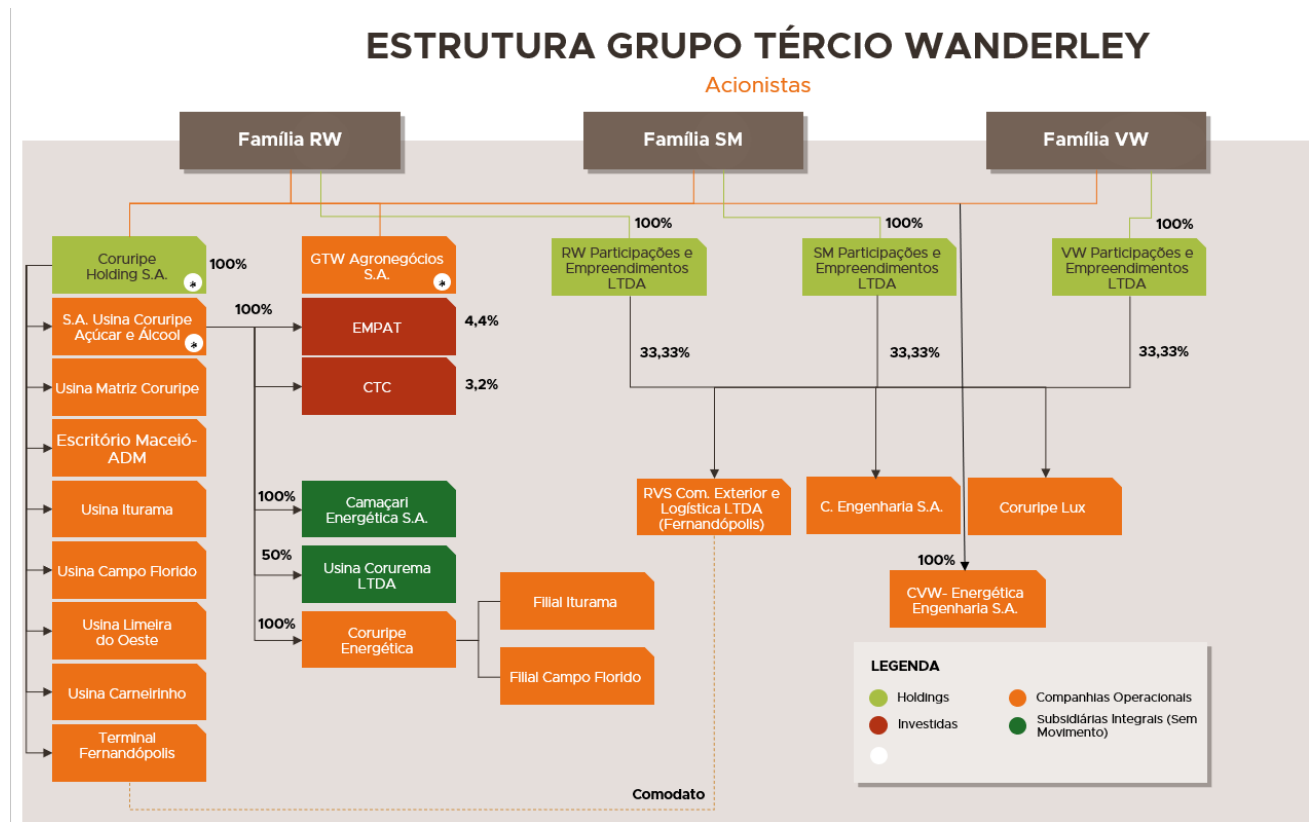 ESTRUTURA GRUPO TÉRCIO WANDERLEY
Acionistas
Família RW
Família SM
Família VW
100%
100%
100%
Coruripe
Holding S.A.
*
100%
GTW Agronegócios
S.A.
*
RW Participações e
Empreendimentos
LTDA
SM Participações e
Empreendimentos
LTDA
VW Participações e
Empreendimentos
LTDA
S.A. Usina Coruripe
Açúcar e Álcool
*
100%
EMPAT
4,4%
33,33%
33,33%
33,33%
Usina Matriz Coruripe
CTC
3,2%
Escritório Maceió-
ADM
Usina Iturama
100%
Camaçari
Energética S.A.
RVS Com. Exterior e
Logística LTDA
(Fernandópolis)
C. Engenharia S.A.
Coruripe Lux
Usina Campo Florido
50%
Usina Corurema
LTDA
100%
CVW- Energética
Engenharia S.A.
Filial Iturama
Usina Limeira
do Oeste
100%
Coruripe
Energética
Usina Carneirinho
Filial Campo Florido
Terminal
Fernandópolis
Comodato
LEGENDA
Holdings
Companhias Operacionais
Investidas
Subsidiárias Integrais (Sem
Movimento)